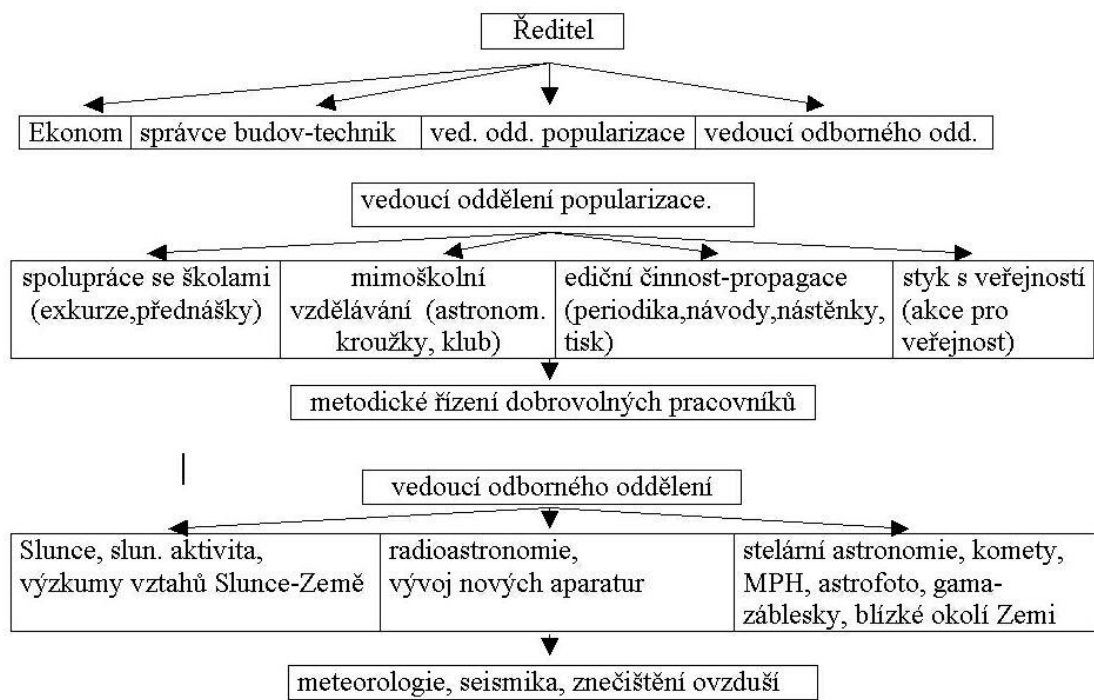 Ředitel
Ekonom správce budov-technik ved. odd. popularizace vedoucí odborného odd.
vedoucí oddělení popularizace.
spolupráce se školami
(exkurze,přednášky)
mimoškolní
vzdělávání (astronom.
kroužky, klub)
ediční činnost-propagace
(periodika,návody,nástěnky,
tisk)
styk s veřejností
(akce pro
veřejnost)
metodické řízení dobrovolných pracovníků
vedoucí odborného oddělení
Slunce, slun. aktivita,
výzkumy vztahů Slunce-Země
radioastronomie,
vývoj nových aparatur
stelární astronomie, komety,
MPH, astrofoto, gama-
záblesky, blízké okolí Zemi
meteorologie, seismika, znečištění ovzduší